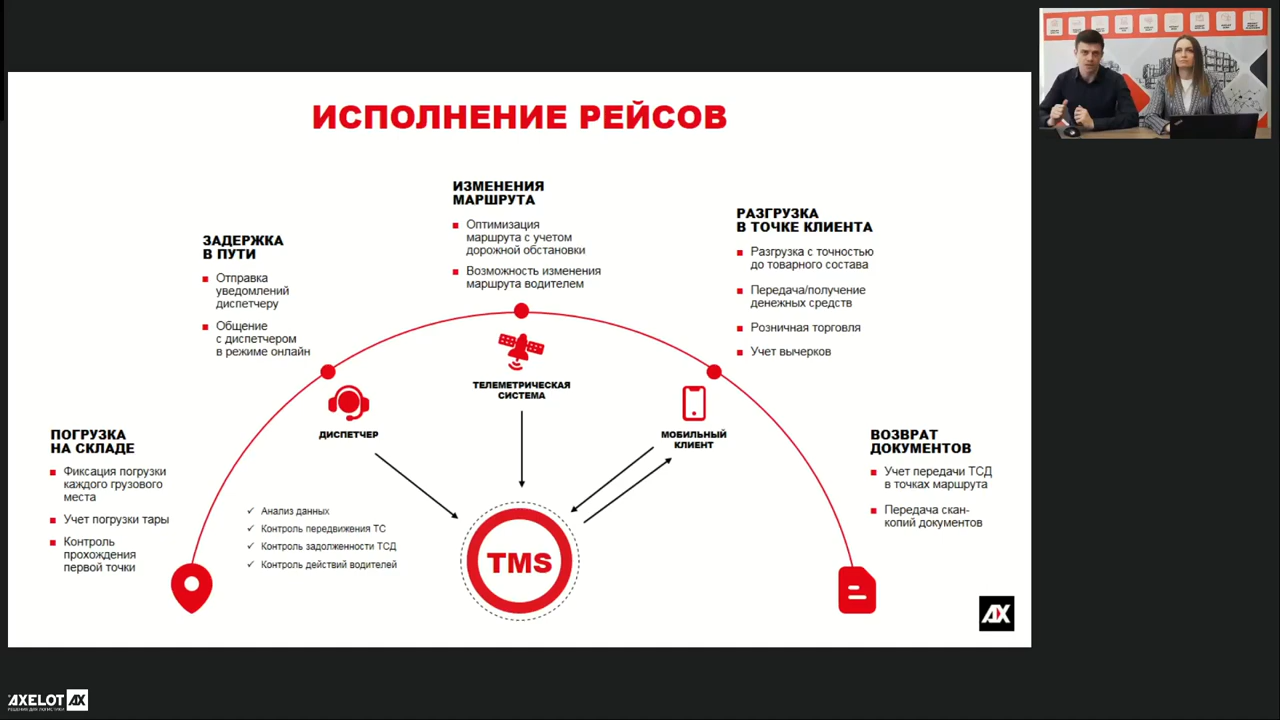 ИСПОЛНЕНИЕ РЕЙСОВ
ИЗМЕНЕНИЯ
МАРШРУТА
Оптимизация
маршрута с учетом
дорожной обстановки
Возможность изменения
маршрута водителем
РАЗГРУЗКА
В ТОЧКЕ КЛИЕНТА
Разгрузка с точностью
до товарного состава
Передача/получение
денежных средств
Розничная торговля
Учет вычерков
ЗАДЕРЖКА
В ПУТИ
Отправка
уведомлений
диспетчеру
Общение
с диспетчером
в режиме онлайн
ТЕЛЕМЕТРИЧЕСКАЯ
СИСТЕМА
ДИСПЕТЧЕР
МОБИЛЬНЫЙ
КЛИЕНТ
ПОГРУЗКА
НА СКЛАДЕ
Фиксация погрузки
каждого грузового
места
Учет погрузки тары
Контроль
прохождения
первой точки
✓ Анализ данных
✓ Контроль передвижения ТС
✓ Контроль задолженности ТСД
✓ Контроль действий водителей
TMS
ВОЗВРАТ
ДОКУМЕНТОВ
Учет передачи ТСД
в точках маршрута
Передача скан-
копий документов
AX
AXELOT AX
РЕШЕНИЯ ДЛЯ ЛОГИСТИКИ